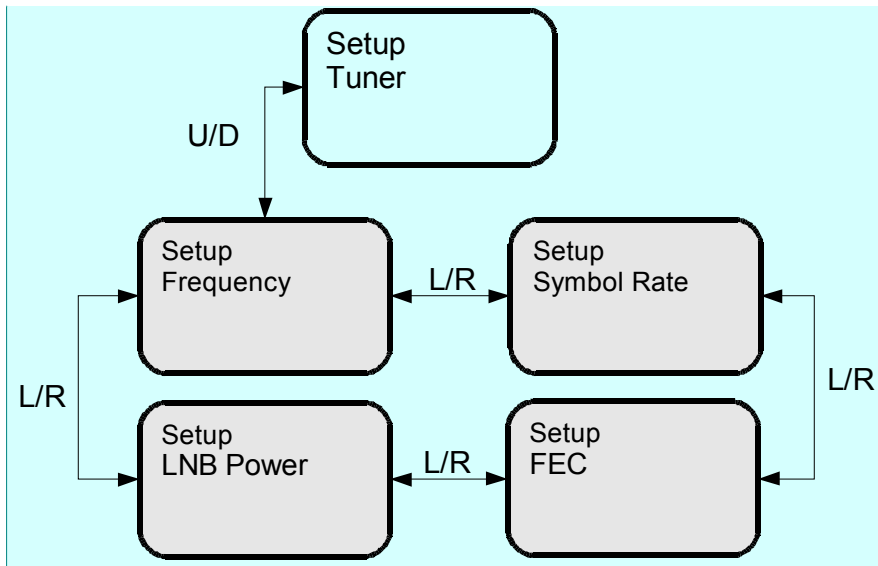 Setup
Tuner
U/D
Setup
Frequency
L/R
Setup
Symbol Rate
L/R
L/R
Setup
LNB Power
L/R
Setup
FEC